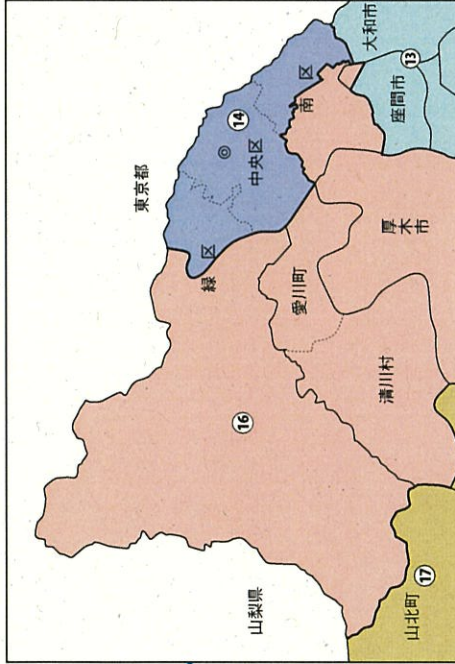 東京都
大和市
⑬
座間市
南
区
⑭
◎
中央区
緑
区
愛川町
厚木市
清川村
⑯
山梨県
山北町
⑰